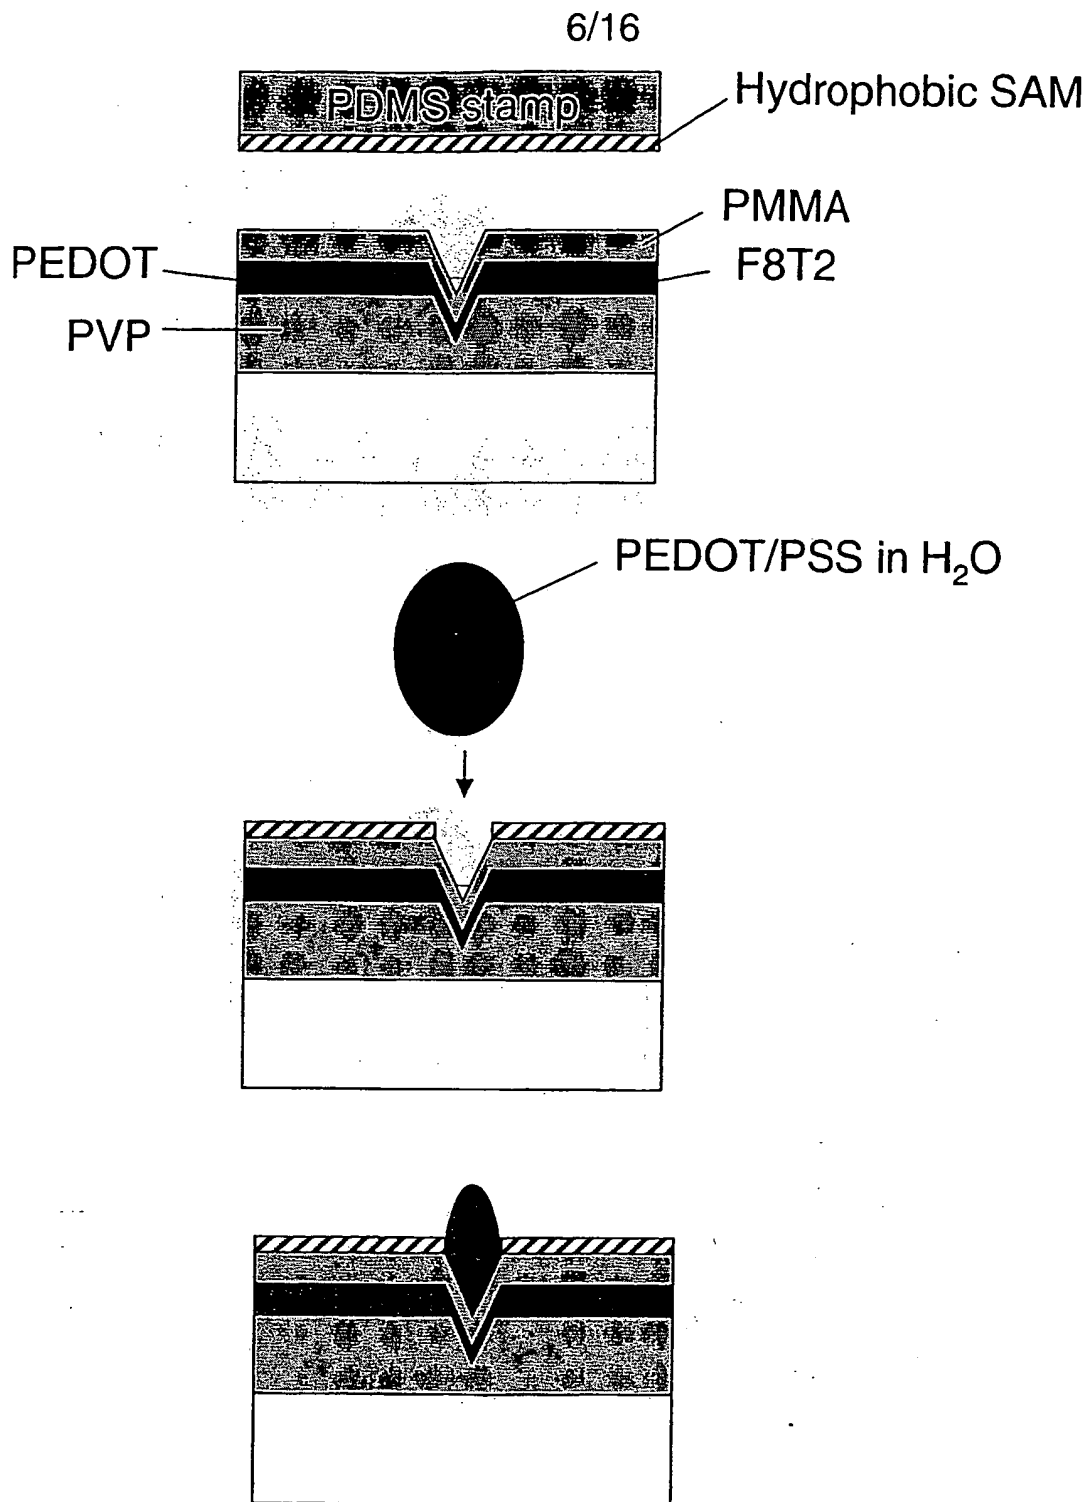 6/16
PDMS stamp
Hydrophobic SAM
PMMA
PEDOT
F8T2
PVP
PEDOT/PSS in H₂O